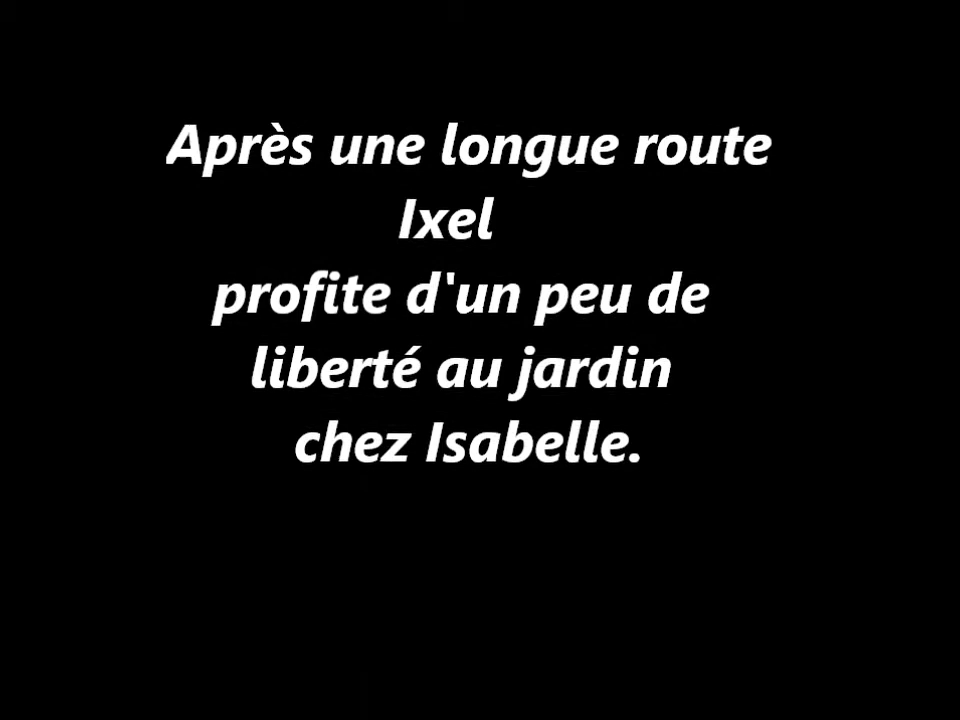 Après une longue route
Ixel
profite d'un peu de
liberté au jardin
chez Isabelle.